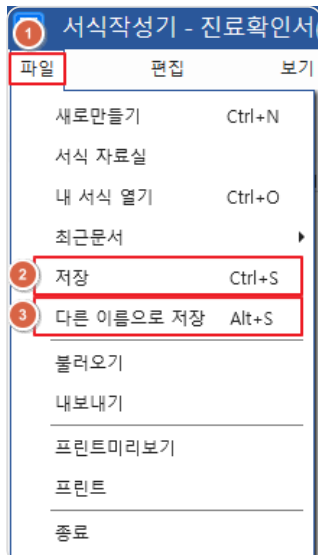 1 서식작성기 - 진료확인서(
파일 편집 보기
새로만들기 Ctrl+N
서식 자료실
내 서식 열기 Ctrl+O
최근문서
2 저장 Ctrl+S
3 다른 이름으로 저장 Alt+S
불러오기
내보내기
프린트미리보기
프린트
종료